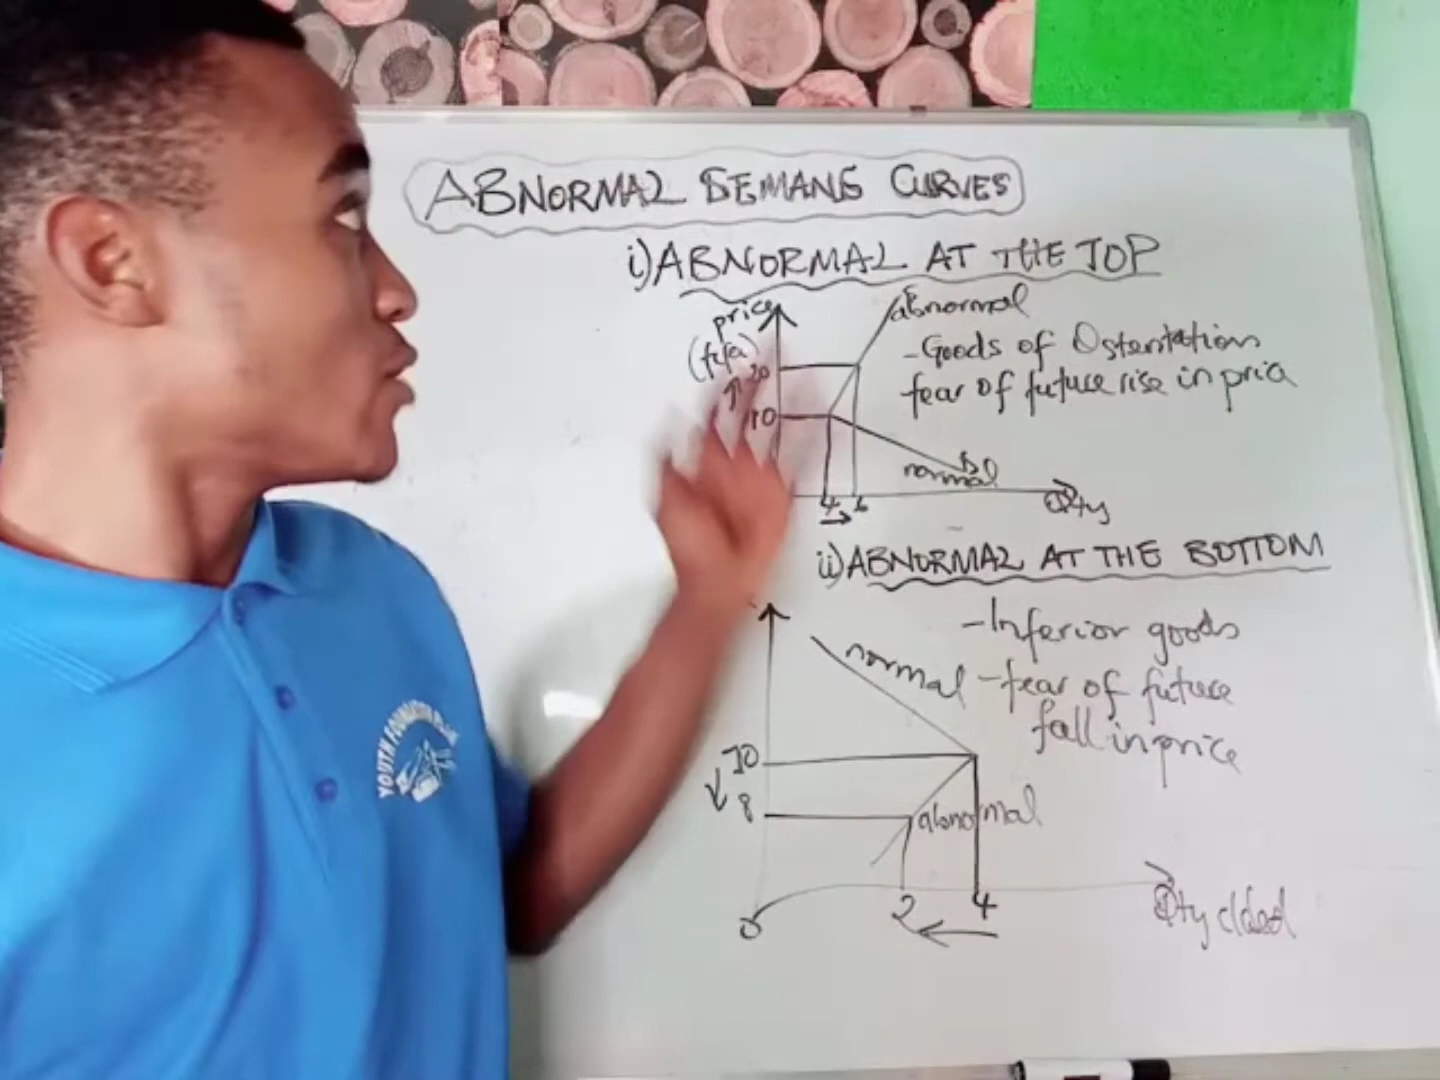 ABNORMAL DEMAND CURVES
i) ABNORMAL AT THE TOP
price
abnormal
-Goods of Ostentation
fear of future rise in price
20
10
normal
4 6
Qty
ii) ABNORMAL AT THE BOTTOM
-Inferior goods
normal
-fear of future
fall in price
10
8
abnormal
0
2
4
Qty dded
YOUTH